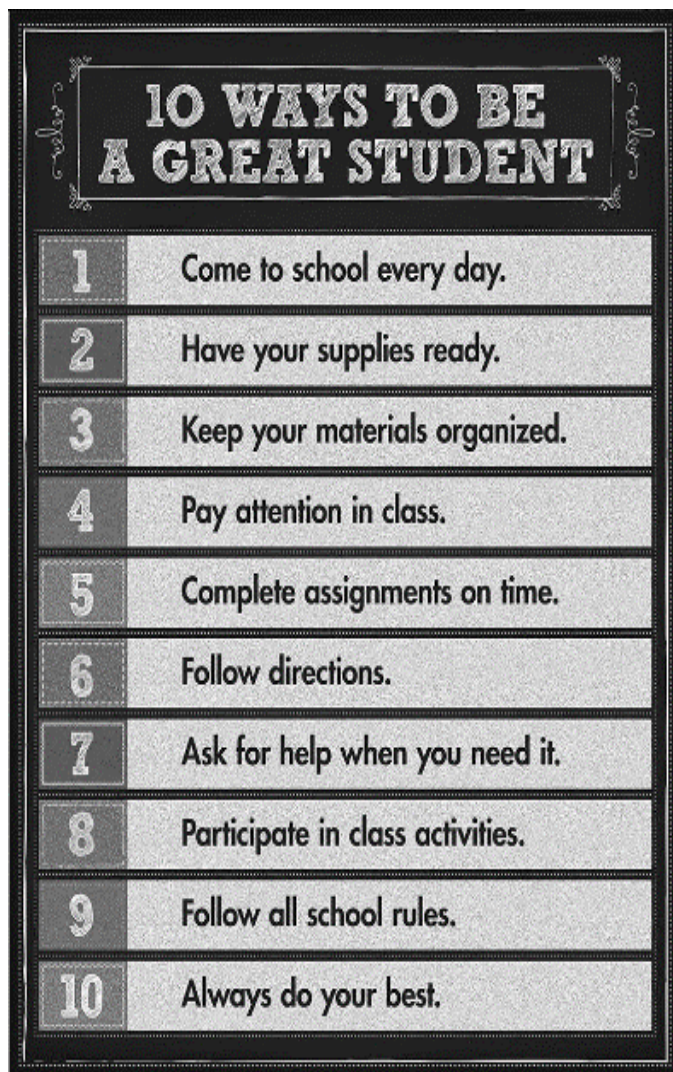 10 WAYS TO BE
A GREAT STUDENT
1 Come to school every day.
2 Have your supplies ready.
3 Keep your materials organized.
4 Pay attention in class.
5 Complete assignments on time.
6 Follow directions.
7 Ask for help when you need it.
8 Participate in class activities.
9 Follow all school rules.
10 Always do your best.